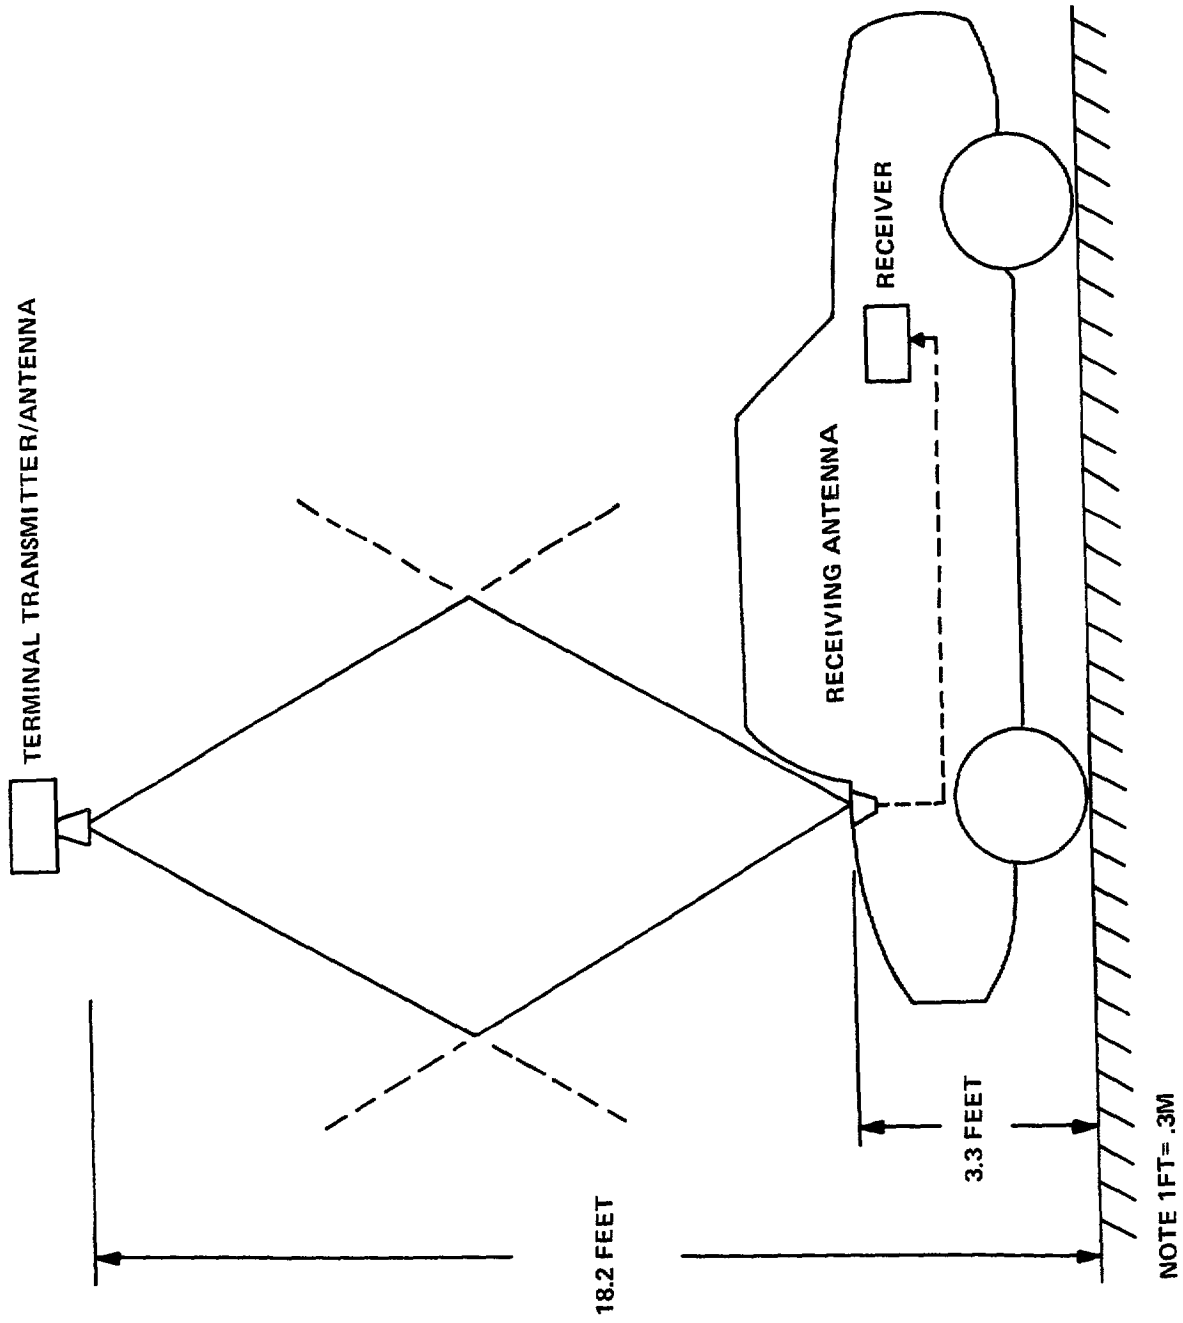 TERMINAL TRANSMITTER/ANTENNA
RECEIVER
RECEIVING ANTENNA
3.3 FEET
18.2 FEET
NOTE 1FT= .3M